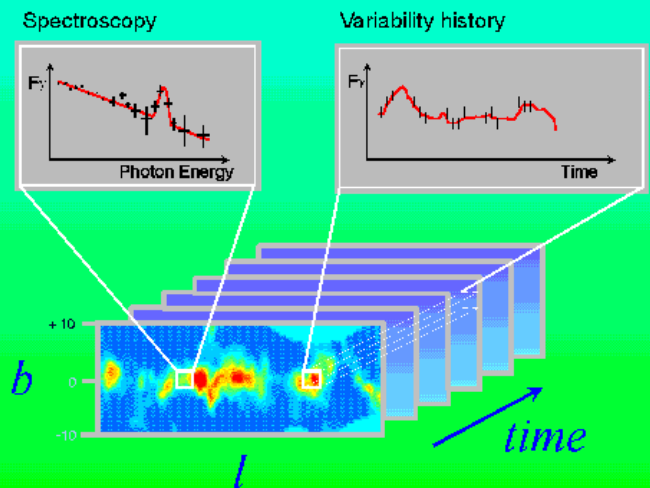 Spectroscopy
Variability history
Fγ
Photon Energy
Fγ
Time
+10
b
0
-10
time
l